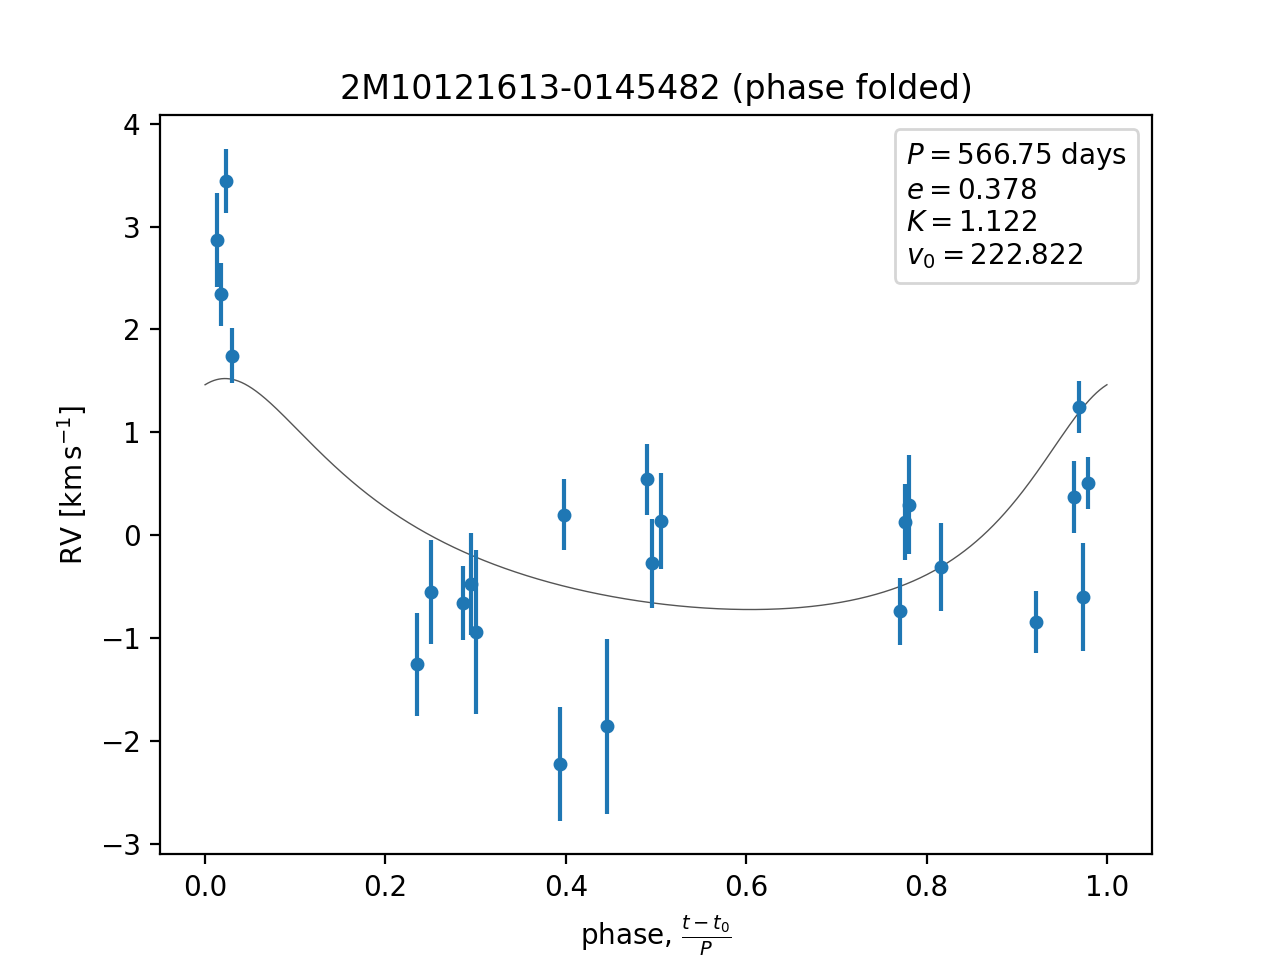 2M10121613-0145482 (phase folded)
P = 566.75 days
e = 0.378
K = 1.122
v₀ = 222.822
4
3
2
1
0
−1
−2
−3
RV [km s⁻¹]
0.0 0.2 0.4 0.6 0.8 1.0
phase, (t − t₀)/P